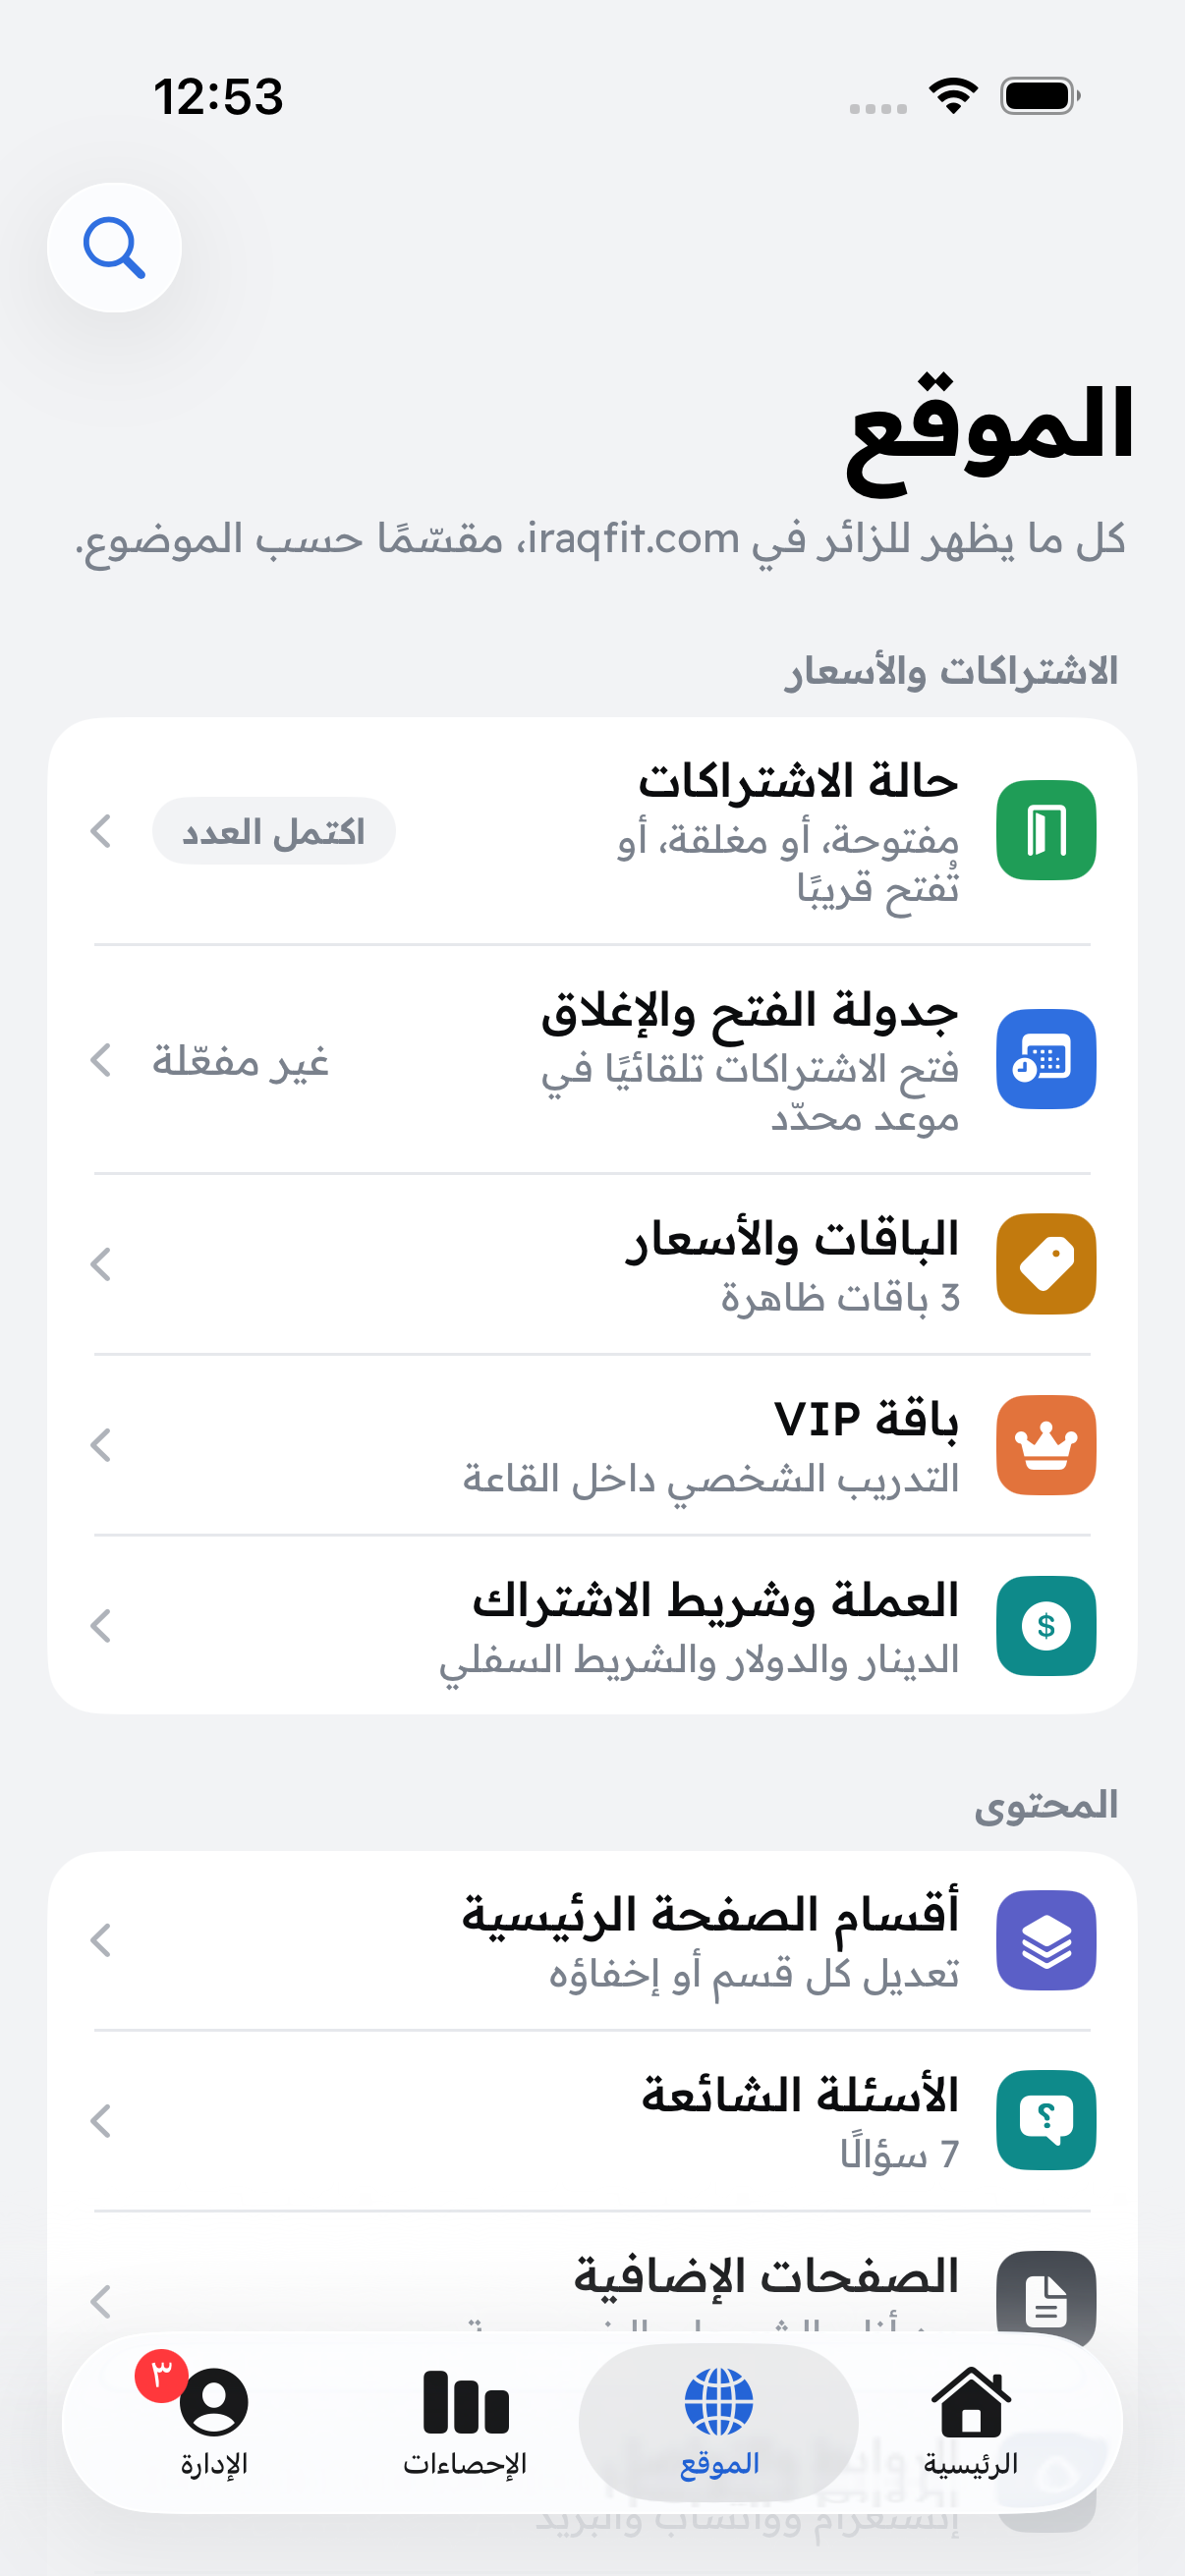 12:53
الموقع
كل ما يظهر للزائر في iraqfit.com، مقسّمًا حسب الموضوع.
الاشتراكات والأسعار
حالة الاشتراكات
مفتوحة، أو مغلقة، أو
تُفتح قريبًا
اكتمل العدد
جدولة الفتح والإغلاق
فتح الاشتراكات تلقائيًا في
موعد محدّد
غير مفعّلة
الباقات والأسعار
3 باقات ظاهرة
باقة VIP
التدريب الشخصي داخل القاعة
العملة وشريط الاشتراك
الدينار والدولار والشريط السفلي
$
المحتوى
أقسام الصفحة الرئيسية
تعديل كل قسم أو إخفاؤه
الأسئلة الشائعة
7 سؤالًا
؟
الصفحات الإضافية
إنستغرام وواتساب والبريد
الرئيسية
الموقع
الإحصاءات
الإدارة
٣